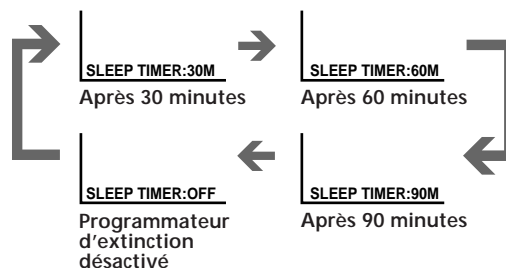 SLEEP TIMER:30M
Après 30 minutes
SLEEP TIMER:60M
Après 60 minutes
SLEEP TIMER:OFF
Programmateur
d'extinction
désactivé
SLEEP TIMER:90M
Après 90 minutes